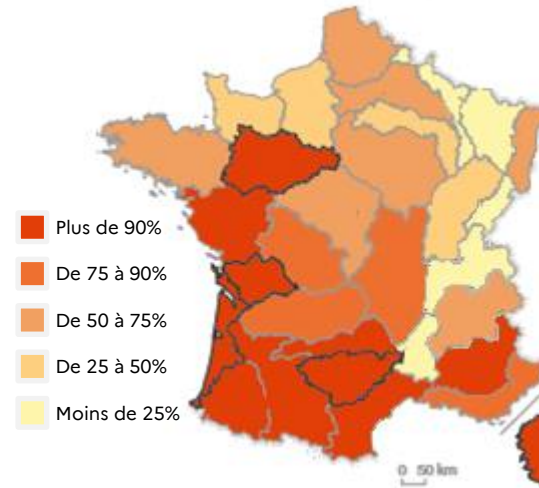 Plus de 90%
De 75 à 90%
De 50 à 75%
De 25 à 50%
Moins de 25%
0 50 km